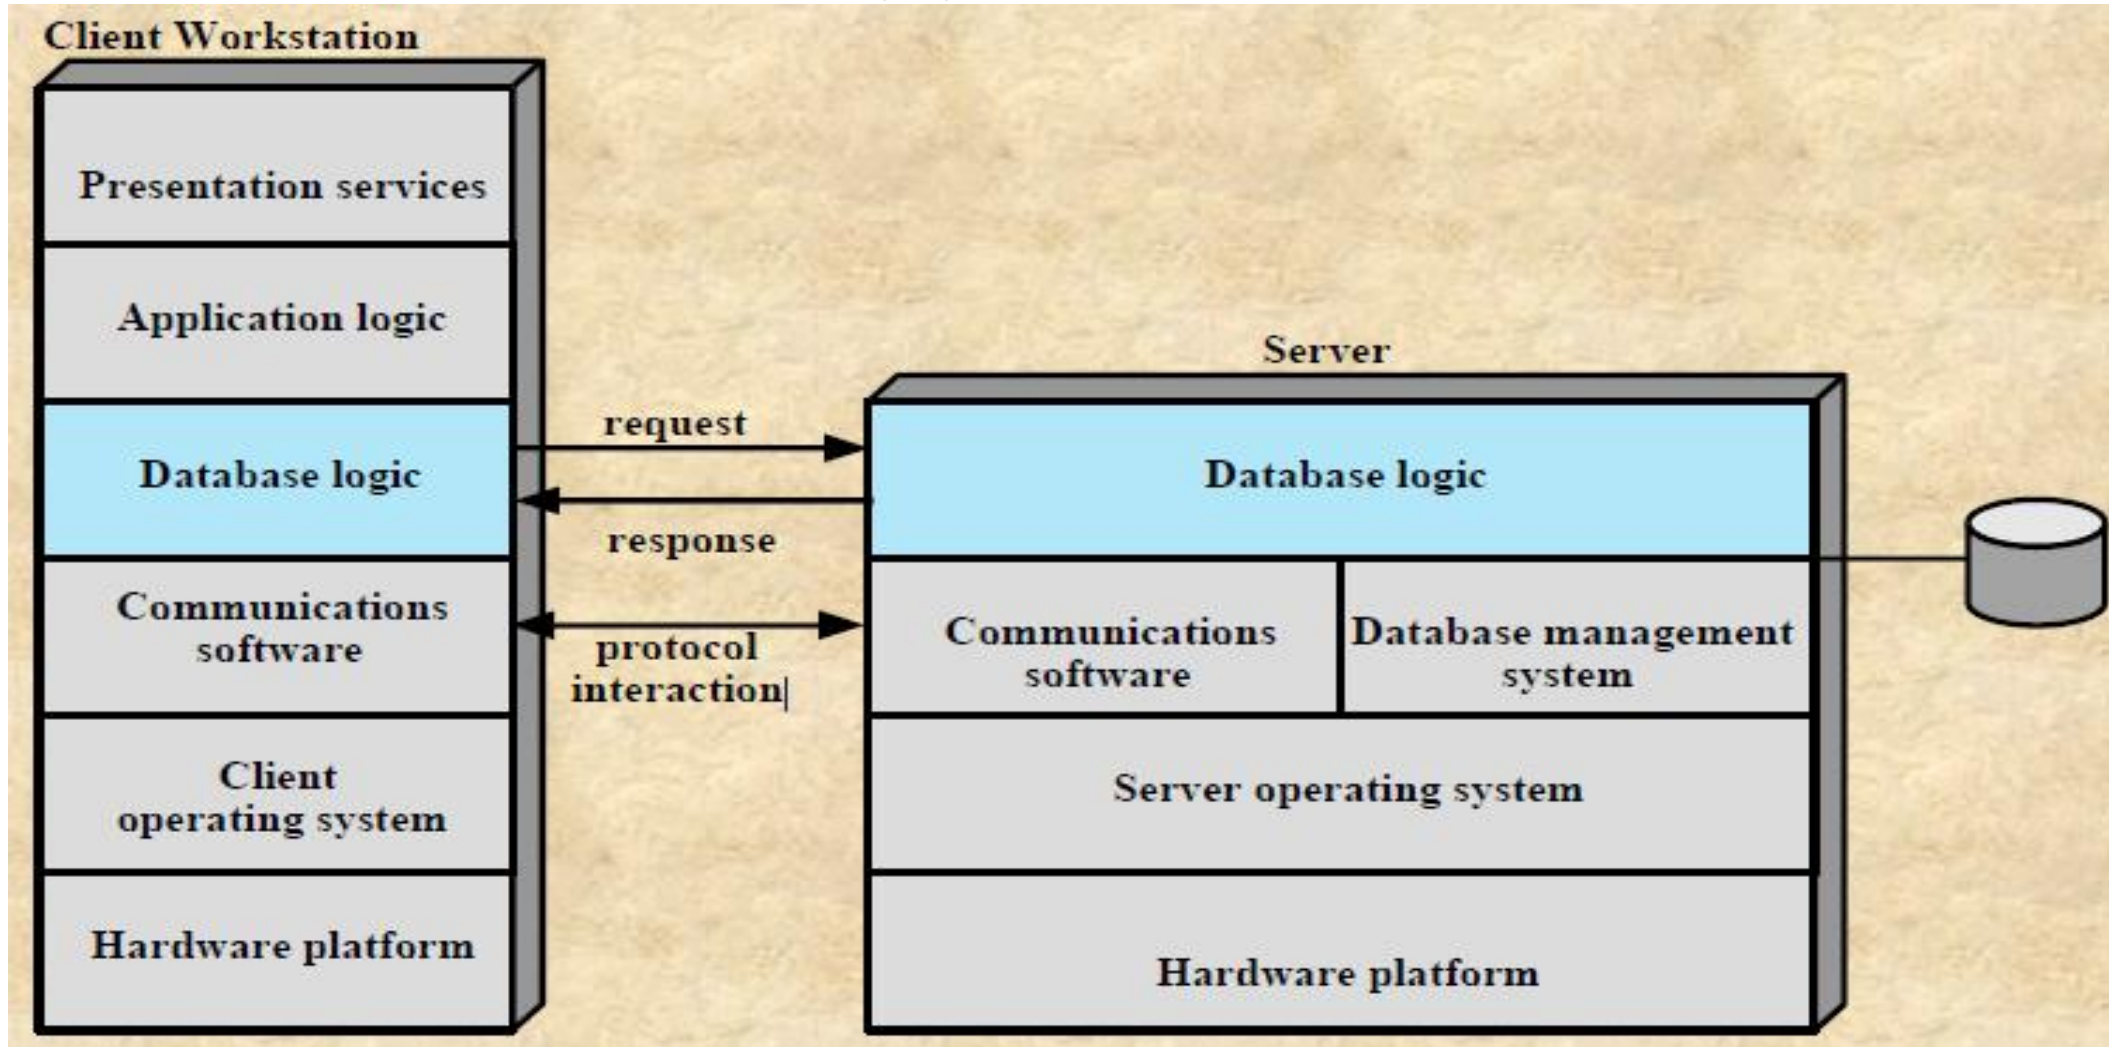 Client Workstation
Presentation services
Application logic
Database logic
Communications
software
Client
operating system
Hardware platform
request
response
protocol
interaction
Server
Database logic
Communications
software
Database management
system
Server operating system
Hardware platform